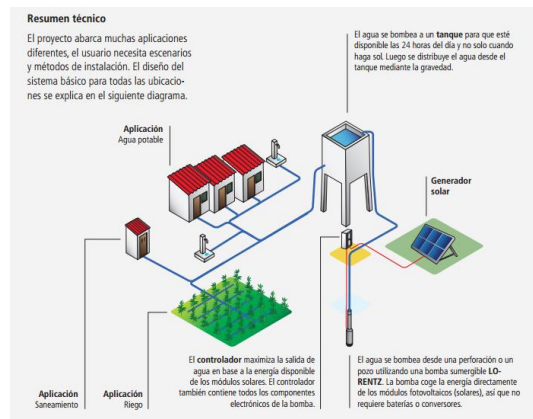 Resumen técnico
El proyecto abarca muchas aplicaciones
diferentes, el usuario necesita escenarios
y métodos de instalación. El diseño del
sistema básico para todas las ubicacio-
nes se explica en el siguiente diagrama.
El agua se bombea a un tanque para que esté
disponible las 24 horas del día y no solo cuando
haga sol. Luego se distribuye el agua desde el
tanque mediante la gravedad.
Aplicación
Agua potable
Generador
solar
Aplicación
Saneamiento
Aplicación
Riego
El controlador maximiza la salida de
agua en base a la energía disponible
de los módulos solares. El controlador
también contiene todos los componentes
electrónicos de la bomba.
El agua se bombea desde una perforación o un
pozo utilizando una bomba sumergible LO-
RENTZ. La bomba coge la energía directamente
de los módulos fotovoltaicos (solares), así que no
requiere baterías o conversores.